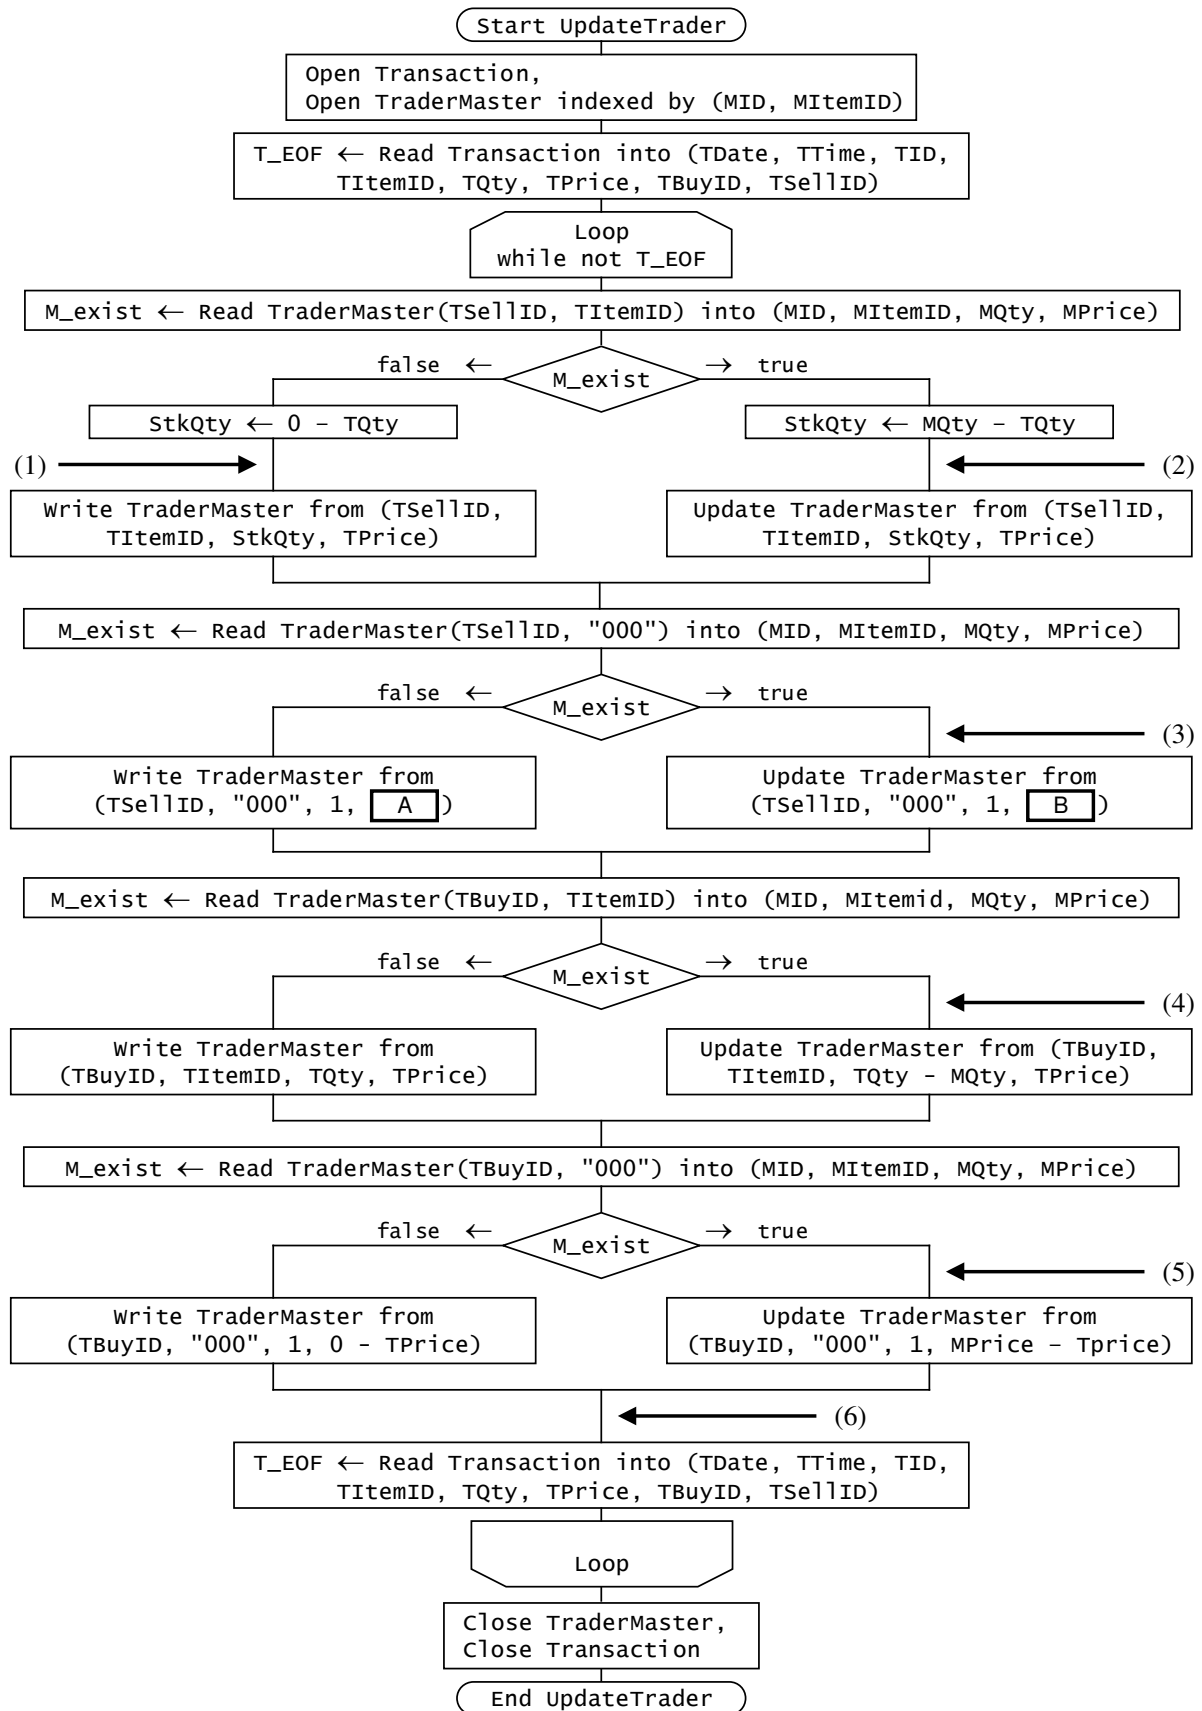 Start UpdateTrader
Open Transaction,
Open TraderMaster indexed by (MID, MItemID)
T_EOF ← Read Transaction into (TDate, TTime, TID,
TItemID, TQty, TPrice, TBuyID, TSellID)
Loop
while not T_EOF
M_exist ← Read TraderMaster(TSellID, TItemID) into (MID, MItemID, MQty, MPrice)
false ← M_exist → true
StkQty ← 0 – TQty
StkQty ← MQty – TQty
(1)
(2)
Write TraderMaster from (TSellID,
TItemID, StkQty, TPrice)
Update TraderMaster from (TSellID,
TItemID, StkQty, TPrice)
M_exist ← Read TraderMaster(TSellID, "000") into (MID, MItemID, MQty, MPrice)
false ← M_exist → true
(3)
Write TraderMaster from
(TSellID, "000", 1, A )
Update TraderMaster from
(TSellID, "000", 1, B )
M_exist ← Read TraderMaster(TBuyID, TItemID) into (MID, MItemid, MQty, MPrice)
false ← M_exist → true
(4)
Write TraderMaster from
(TBuyID, TItemID, TQty, TPrice)
Update TraderMaster from (TBuyID,
TItemID, TQty - MQty, TPrice)
M_exist ← Read TraderMaster(TBuyID, "000") into (MID, MItemID, MQty, MPrice)
false ← M_exist → true
(5)
Write TraderMaster from
(TBuyID, "000", 1, 0 - TPrice)
Update TraderMaster from
(TBuyID, "000", 1, MPrice – Tprice)
(6)
T_EOF ← Read Transaction into (TDate, TTime, TID,
TItemID, TQty, TPrice, TBuyID, TSellID)
Loop
Close TraderMaster,
Close Transaction
End UpdateTrader